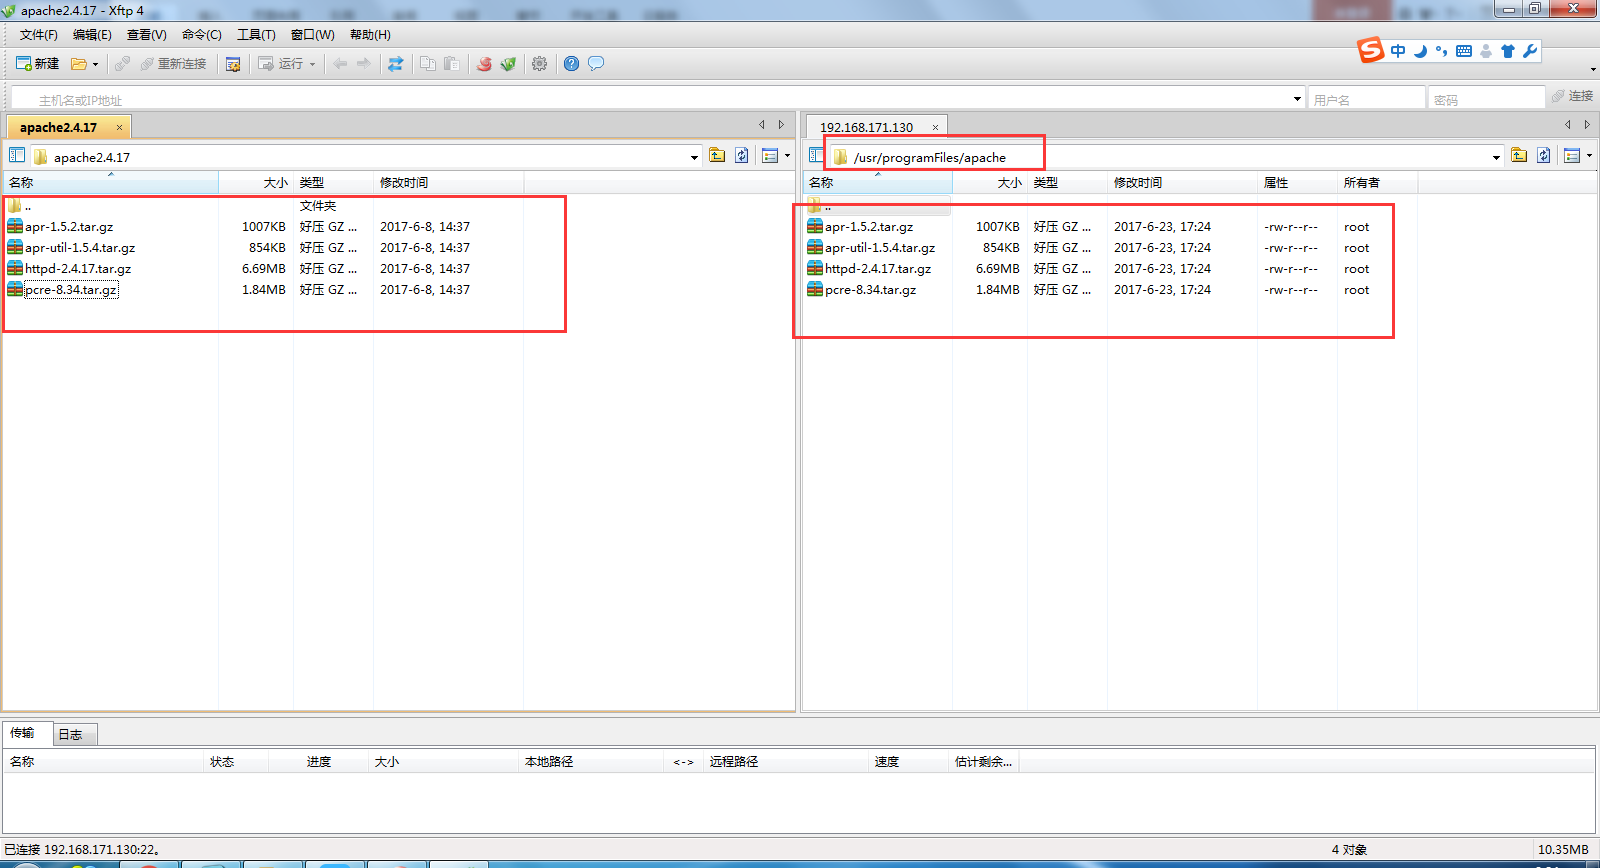 apache2.4.17 - Xftp 4
文件(F) 编辑(E) 查看(V) 命令(C) 工具(T) 窗口(W) 帮助(H)
中
新建 重新连接 运行
主机名或IP地址 用户名 密码 连接
apache2.4.17 × 192.168.171.130 ×
apache2.4.17 /usr/programFiles/apache
名称 大小 类型 修改时间 名称 大小 类型 修改时间 属性 所有者
.. 文件夹 ..
apr-1.5.2.tar.gz 1007KB 好压 GZ ... 2017-6-8, 14:37 apr-1.5.2.tar.gz 1007KB 好压 GZ ... 2017-6-23, 17:24 -rw-r--r-- root
apr-util-1.5.4.tar.gz 854KB 好压 GZ ... 2017-6-8, 14:37 apr-util-1.5.4.tar.gz 854KB 好压 GZ ... 2017-6-23, 17:24 -rw-r--r-- root
httpd-2.4.17.tar.gz 6.69MB 好压 GZ ... 2017-6-8, 14:37 httpd-2.4.17.tar.gz 6.69MB 好压 GZ ... 2017-6-23, 17:24 -rw-r--r-- root
pcre-8.34.tar.gz 1.84MB 好压 GZ ... 2017-6-8, 14:37 pcre-8.34.tar.gz 1.84MB 好压 GZ ... 2017-6-23, 17:24 -rw-r--r-- root
传输 日志
名称 状态 进度 大小 本地路径 <-> 远程路径 速度 估计剩余...
已连接 192.168.171.130:22。 4 对象 10.35MB